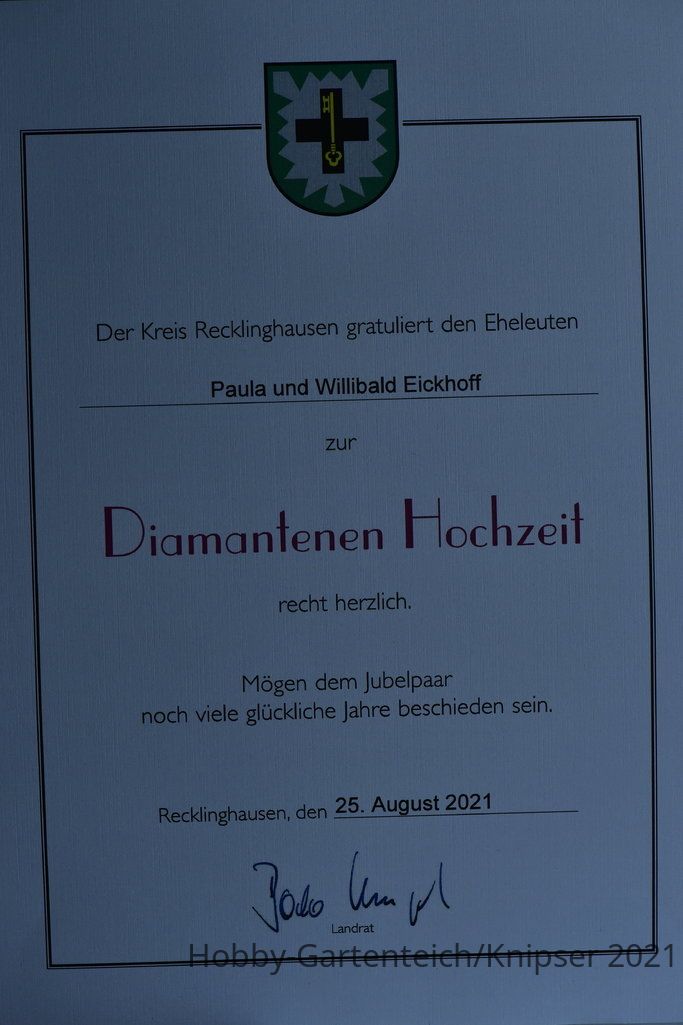 Der Kreis Recklinghausen gratuliert den Eheleuten
Paula und Willibald Eickhoff
zur
Diamantenen Hochzeit
recht herzlich.
Mögen dem Jubelpaar
noch viele glückliche Jahre beschieden sein.
Recklinghausen, den 25. August 2021
Bodo
Landrat
Hobby-Gartenteich/Knipser 2021